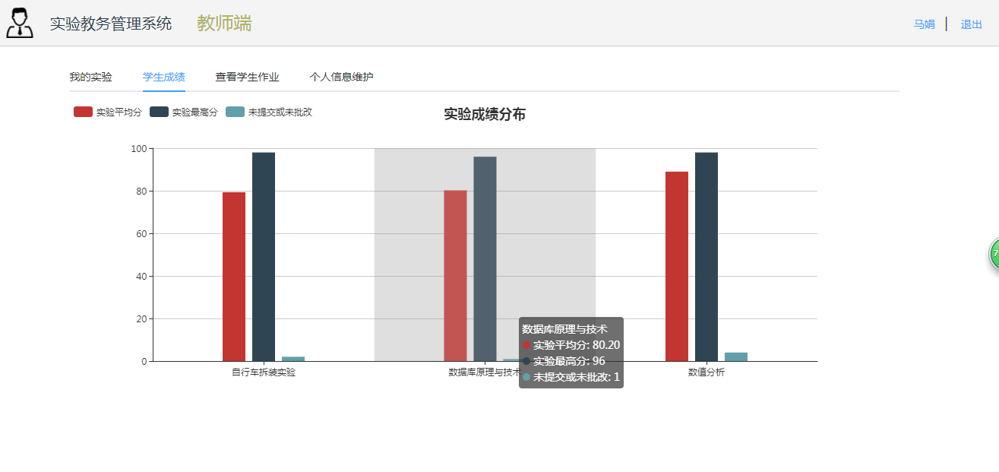 实验教务管理系统 教师端 马娟 退出
我的实验 学生成绩 查看学生作业 个人信息维护
实验平均分 实验最高分 未提交或未批改
实验成绩分布
100
80
60
40
20
0
自行车拆装实验 数据库原理与技术 数值分析
数据库原理与技术
实验平均分: 80.20
实验最高分: 96
未提交或未批改: 1